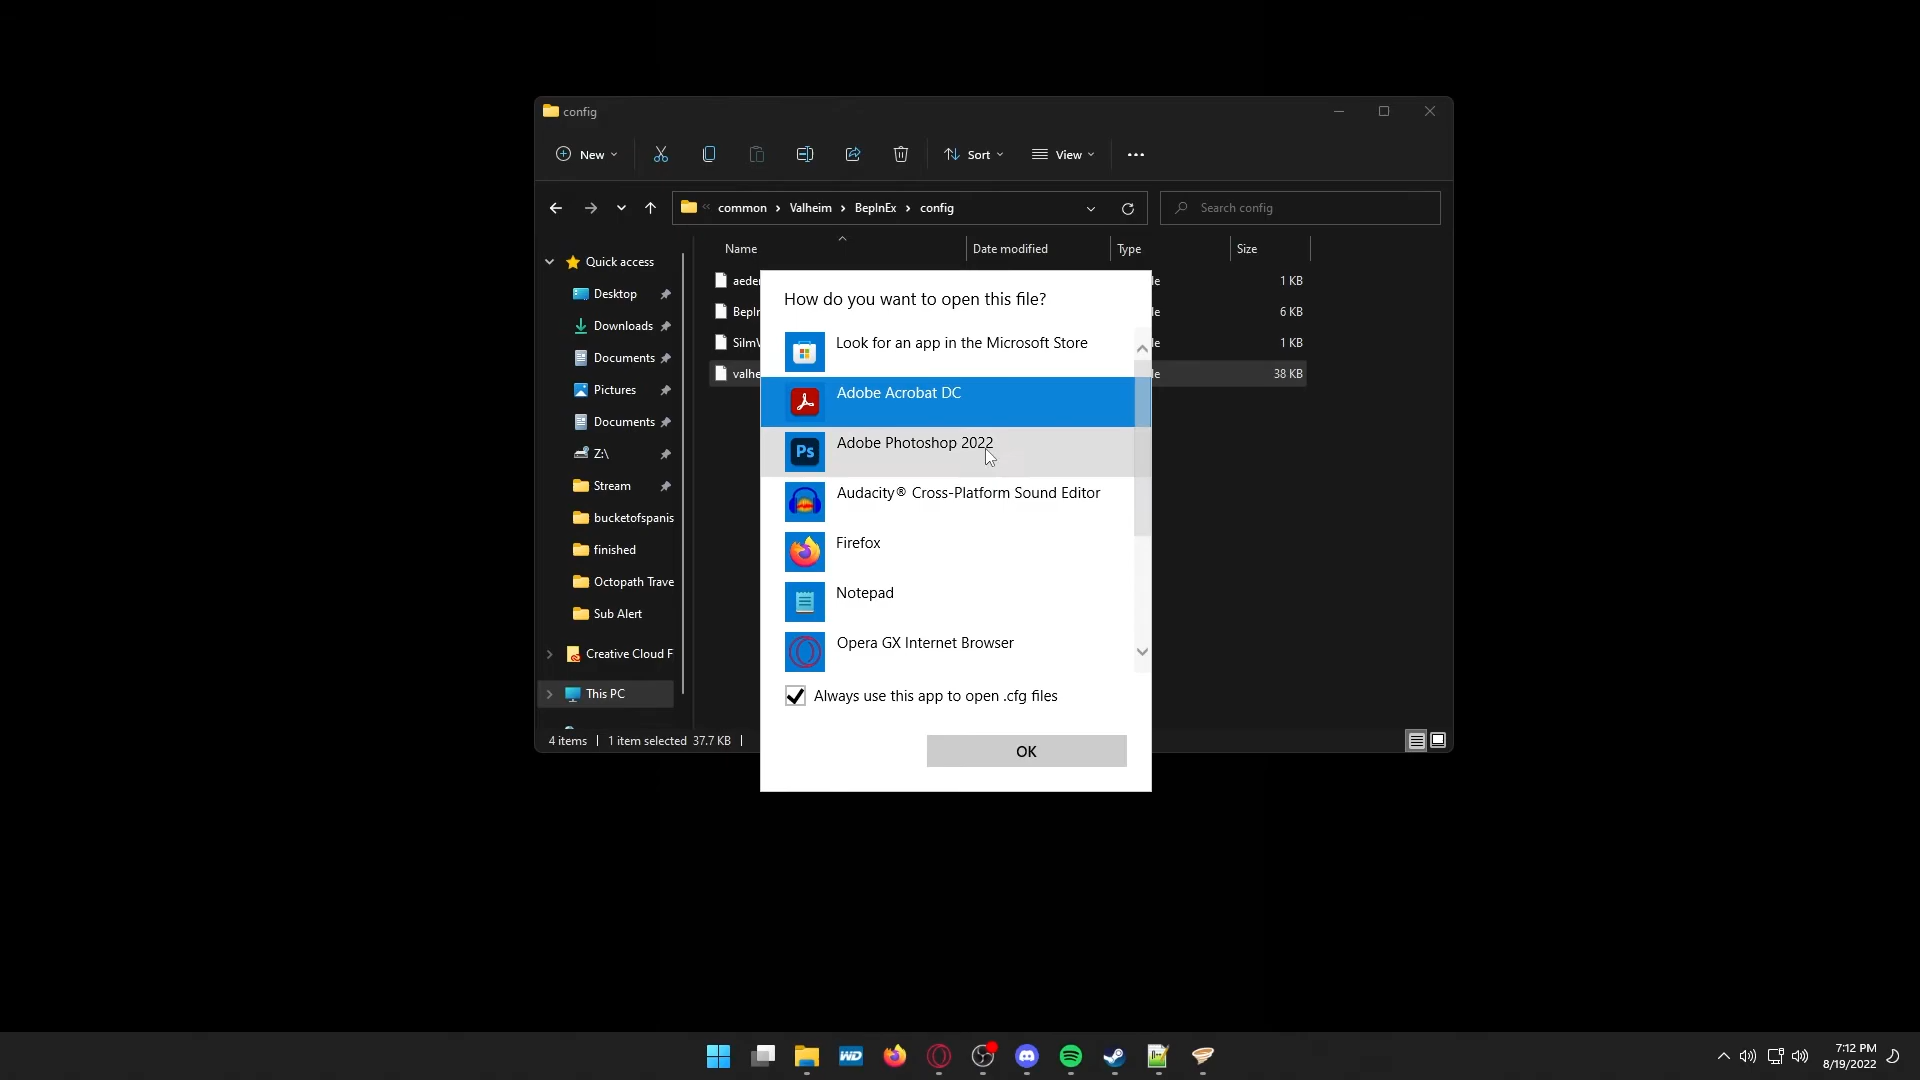 config
New
Sort
View
common > Valheim > BepInEx > config
Search config
Name
Date modified
Type
Size
Quick access
Desktop
Downloads
Documents
Pictures
Documents
Z:\
Stream
bucketofspanis
finished
Octopath Trave
Sub Alert
Creative Cloud F
This PC
aeder
1 KB
BepIn
6 KB
1 KB
valhe
38 KB
How do you want to open this file?
Look for an app in the Microsoft Store
Adobe Acrobat DC
Ps
Adobe Photoshop 2022
Audacity® Cross-Platform Sound Editor
Firefox
Notepad
Opera GX Internet Browser
Always use this app to open .cfg files
OK
4 items
1 item selected 37.7 KB
WD
7:12 PM
8/19/2022